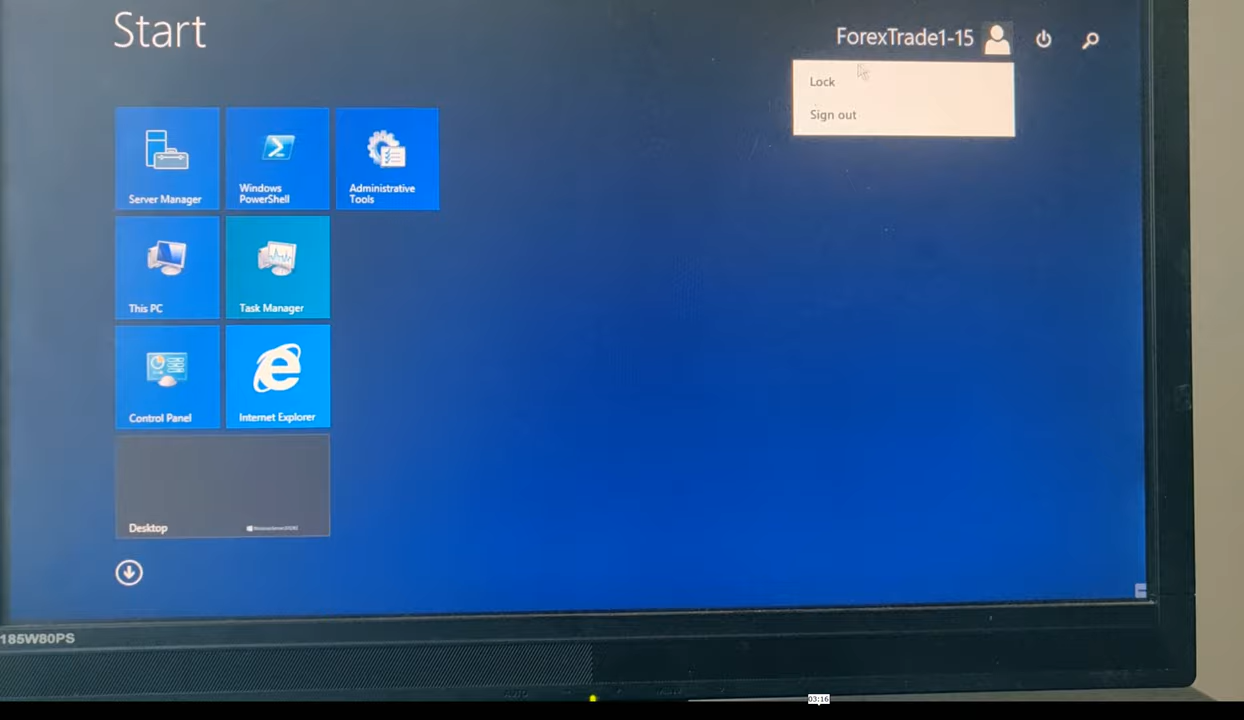 Start
ForexTrade1-15
Lock
Sign out
Server Manager
Windows
PowerShell
Administrative
Tools
This PC
Task Manager
Control Panel
Internet Explorer
Desktop
185W80PS
AUTO
03:16